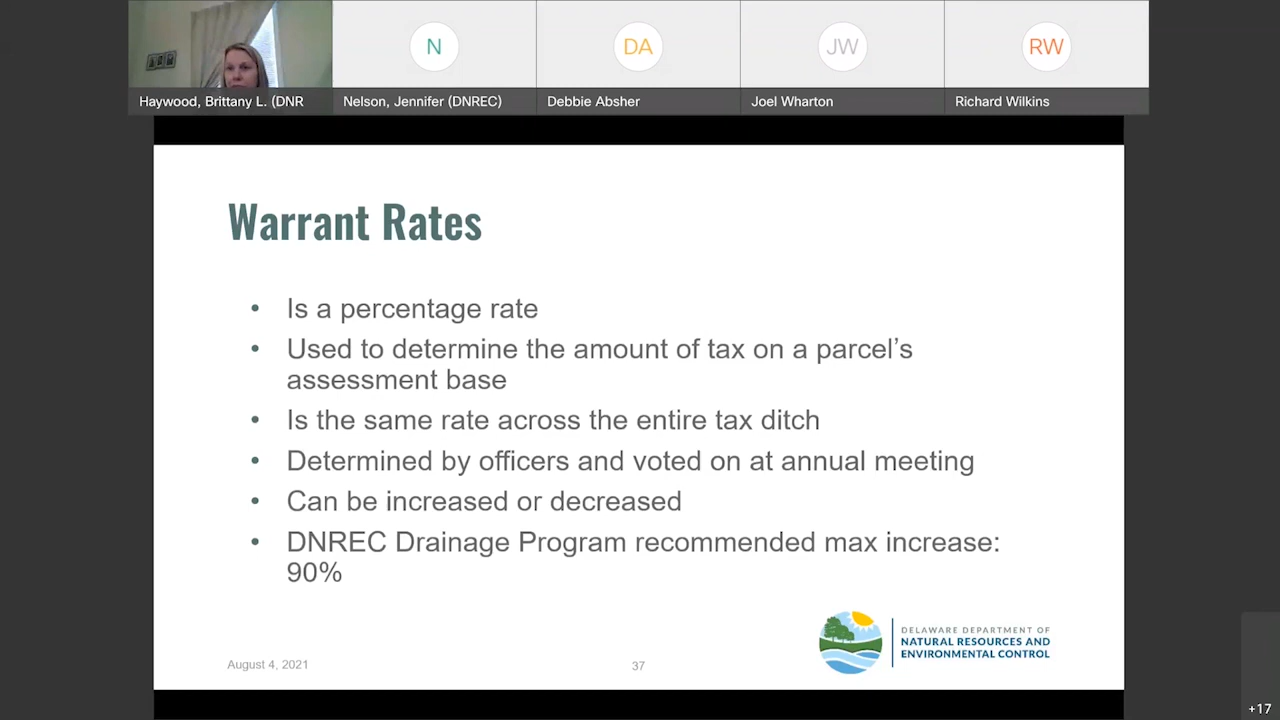 N
DA
JW
RW
Haywood, Brittany L. (DNR
Nelson, Jennifer (DNREC)
Debbie Absher
Joel Wharton
Richard Wilkins
Warrant Rates
• Is a percentage rate
• Used to determine the amount of tax on a parcel’s
assessment base
• Is the same rate across the entire tax ditch
• Determined by officers and voted on at annual meeting
• Can be increased or decreased
• DNREC Drainage Program recommended max increase:
90%
DELAWARE DEPARTMENT OF
NATURAL RESOURCES AND
ENVIRONMENTAL CONTROL
August 4, 2021
37
+17